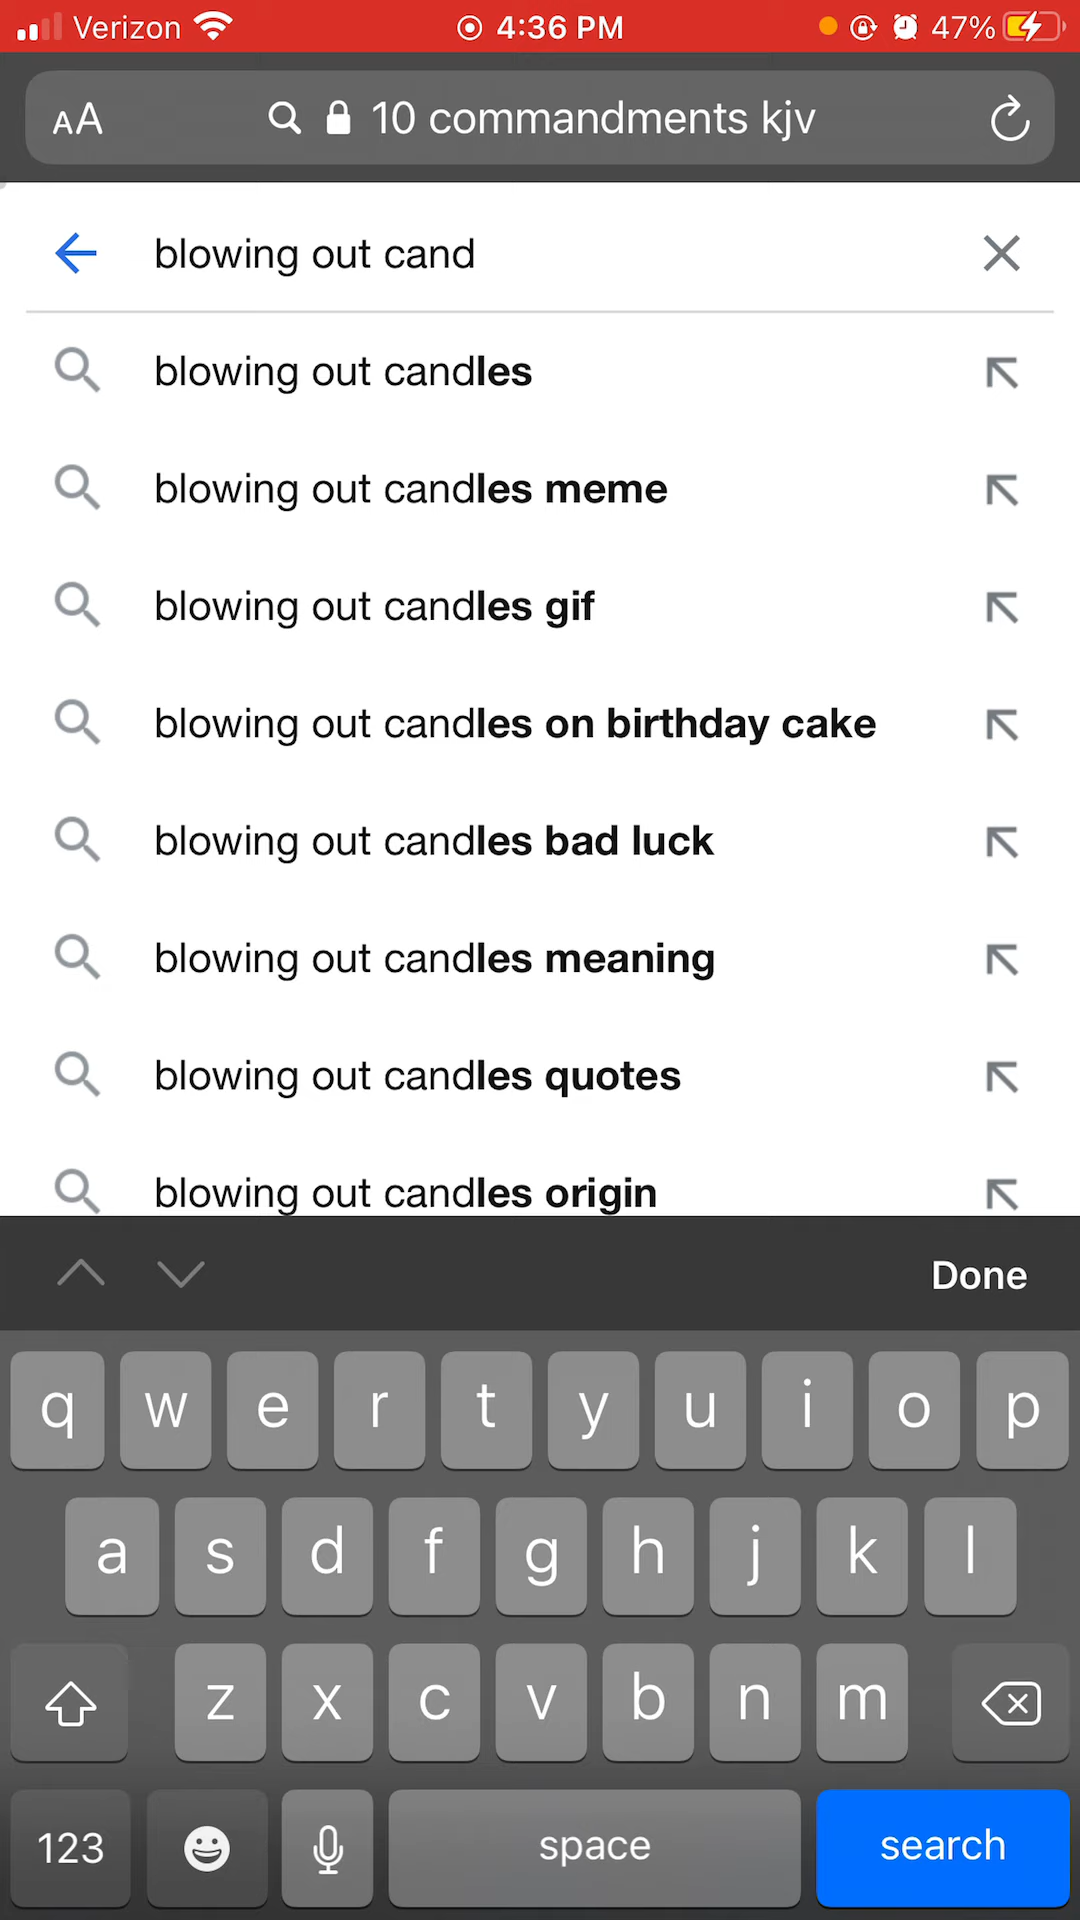 Verizon 4:36 PM 47%
AA 10 commandments kjv
blowing out cand
blowing out candles
blowing out candles meme
blowing out candles gif
blowing out candles on birthday cake
blowing out candles bad luck
blowing out candles meaning
blowing out candles quotes
blowing out candles origin
Done
q w e r t y u i o p
a s d f g h j k l
z x c v b n m
123 space search